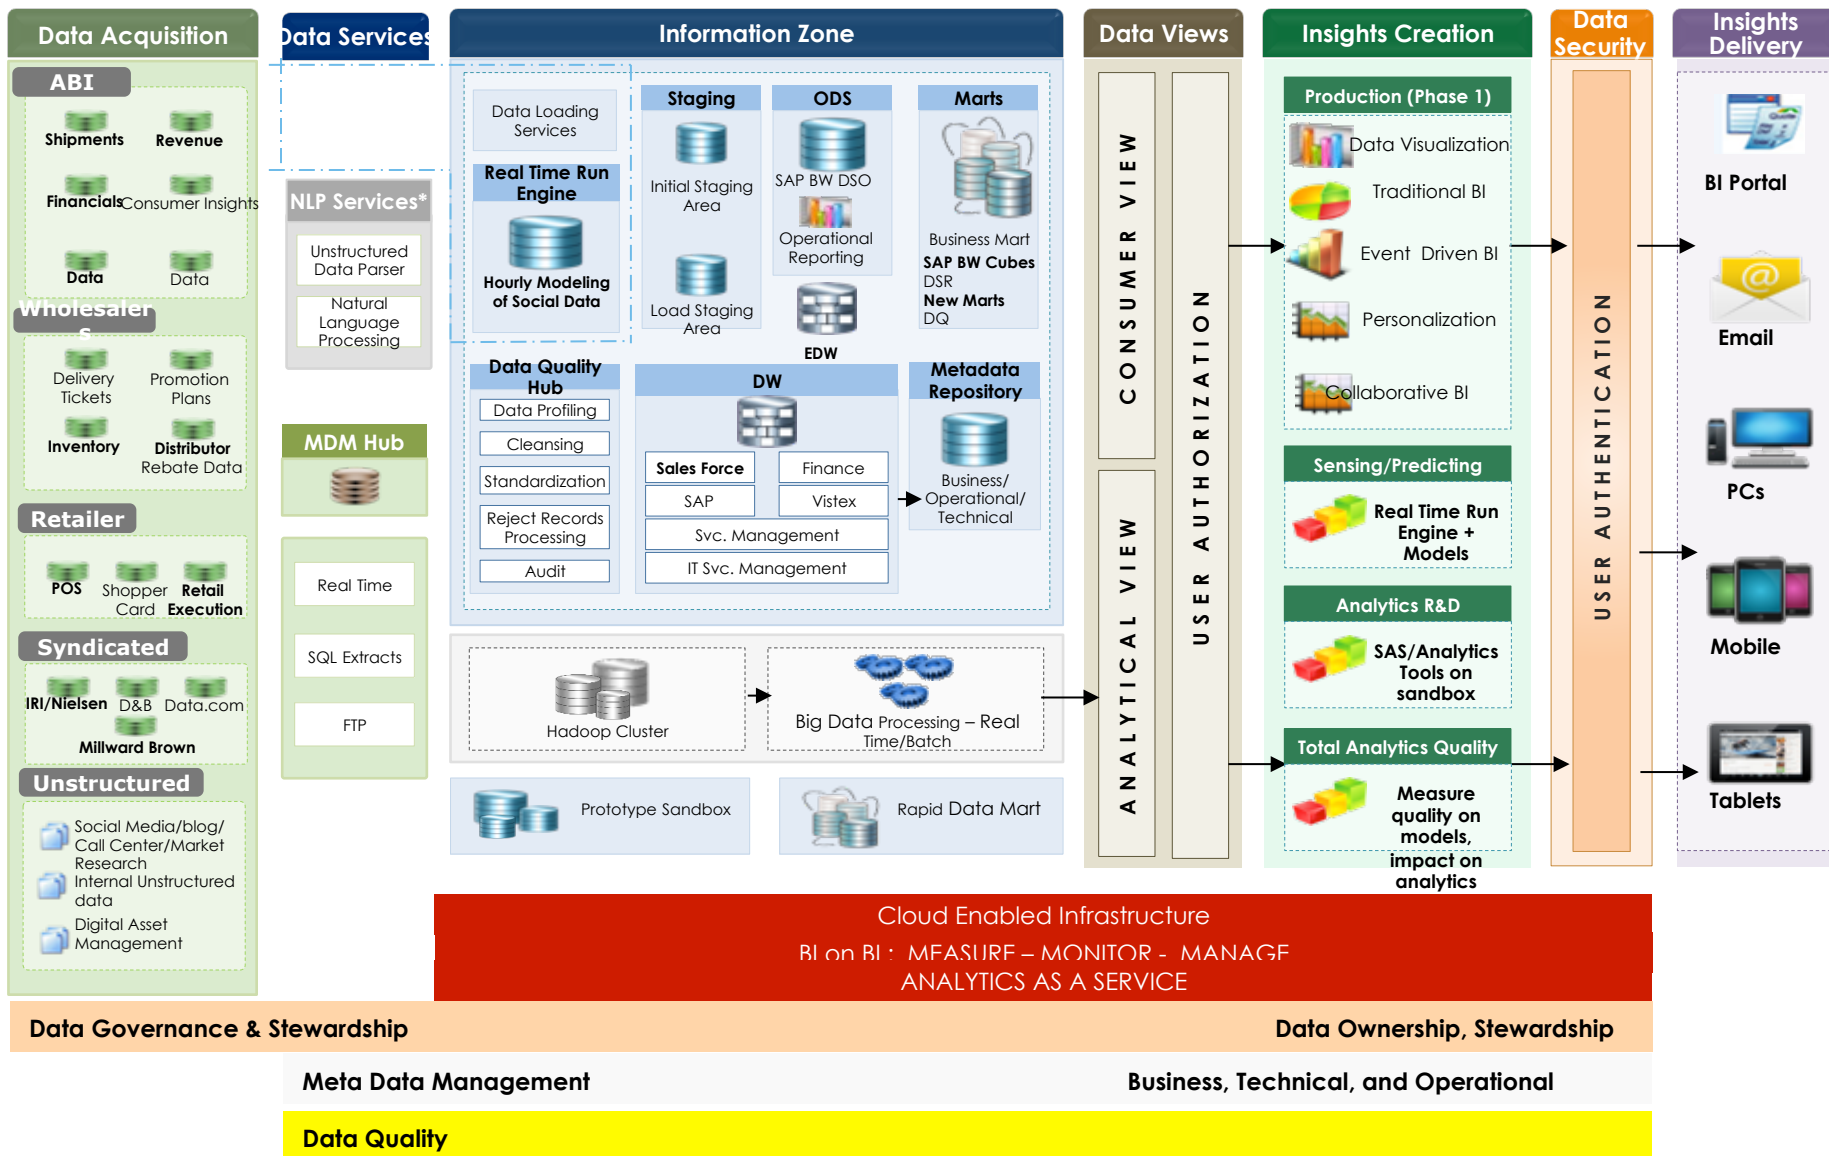 Data Acquisition
ABI
Shipments
Revenue
Financials
Consumer Insights
Data
Data
Wholesaler
s
Delivery
Tickets
Promotion
Plans
Inventory
Distributor
Rebate Data
Retailer
POS
Shopper
Card
Retail
Execution
Syndicated
IRI/Nielsen
D&B
Data.com
Millward Brown
Unstructured
Social Media/blog/
Call Center/Market
Research
Internal Unstructured
data
Digital Asset
Management
Data Services
NLP Services*
Unstructured
Data Parser
Natural
Language
Processing
MDM Hub
Real Time
SQL Extracts
FTP
Information Zone
Data Loading
Services
Real Time Run
Engine
Hourly Modeling
of Social Data
Staging
Initial Staging
Area
Load Staging
Area
ODS
SAP BW DSO
Operational
Reporting
EDW
Marts
Business Mart
SAP BW Cubes
DSR
New Marts
DQ
Data Quality
Hub
Data Profiling
Cleansing
Standardization
Reject Records
Processing
Audit
DW
Sales Force
Finance
SAP
Vistex
Svc. Management
IT Svc. Management
Metadata
Repository
Business/
Operational/
Technical
Hadoop Cluster
Big Data Processing – Real
Time/Batch
Prototype Sandbox
Rapid Data Mart
Data Views
CONSUMER VIEW
ANALYTICAL VIEW
USER AUTHORIZATION
Insights Creation
Production (Phase 1)
Data Visualization
Traditional BI
Event Driven BI
Personalization
Collaborative BI
Sensing/Predicting
Real Time Run
Engine +
Models
Analytics R&D
SAS/Analytics
Tools on
sandbox
Total Analytics Quality
Measure
quality on
models,
impact on
analytics
Data
Security
USER AUTHENTICATION
Insights
Delivery
BI Portal
Email
PCs
Mobile
Tablets
Cloud Enabled Infrastructure
BI on BI : MEASURE – MONITOR - MANAGE
ANALYTICS AS A SERVICE
Data Governance & Stewardship
Data Ownership, Stewardship
Meta Data Management
Business, Technical, and Operational
Data Quality